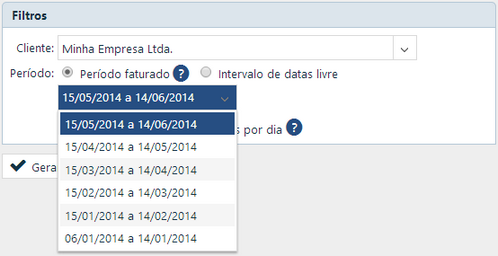 Filtros
Cliente: Minha Empresa Ltda.
Período: Período faturado ? Intervalo de datas livre
15/05/2014 a 14/06/2014
15/05/2014 a 14/06/2014
por dia ?
15/04/2014 a 14/05/2014
Gera
15/03/2014 a 14/04/2014
15/02/2014 a 14/03/2014
15/01/2014 a 14/02/2014
06/01/2014 a 14/01/2014